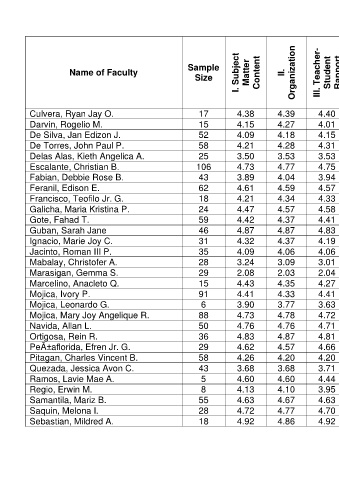 Name of Faculty Sample Size I. Subject Matter Content II. Organization III. Teacher-Student Rapport
Culvera, Ryan Jay O. 17 4.38 4.39 4.40
Darvin, Rogelio M. 15 4.15 4.27 4.01
De Silva, Jan Edizon J. 52 4.09 4.18 4.15
De Torres, John Paul P. 58 4.21 4.28 4.31
Delas Alas, Kieth Angelica A. 25 3.50 3.53 3.53
Escalante, Christian B. 106 4.73 4.77 4.75
Fabian, Debbie Rose B. 43 3.89 4.04 3.94
Feranil, Edison E. 62 4.61 4.59 4.57
Francisco, Teofilo Jr. G. 18 4.21 4.34 4.33
Galicha, Maria Kristina P. 24 4.47 4.57 4.58
Gote, Fahad T. 59 4.42 4.37 4.41
Guban, Sarah Jane 46 4.87 4.87 4.83
Ignacio, Marie Joy C. 31 4.32 4.37 4.19
Jacinto, Roman III P. 35 4.09 4.06 4.06
Mabalay, Christofer A. 28 3.24 3.09 3.01
Marasigan, Gemma S. 29 2.08 2.03 2.04
Marcelino, Anacleto Q. 15 4.43 4.35 4.27
Mojica, Ivory P. 91 4.41 4.33 4.41
Mojica, Leonardo G. 6 3.90 3.77 3.63
Mojica, Mary Joy Angelique R. 88 4.73 4.78 4.72
Navida, Allan L. 50 4.76 4.76 4.71
Ortigosa, Rein R. 36 4.83 4.87 4.81
PeÃ±aflorida, Efren Jr. G. 29 4.62 4.57 4.66
Pitagan, Charles Vincent B. 58 4.26 4.20 4.20
Quezada, Jessica Avon C. 43 3.68 3.68 3.71
Ramos, Lavie Mae A. 5 4.60 4.60 4.44
Regio, Erwin M. 8 4.13 4.10 3.95
Samantila, Mariz B. 55 4.63 4.67 4.63
Saquin, Melona I. 28 4.72 4.77 4.70
Sebastian, Mildred A. 18 4.92 4.86 4.92